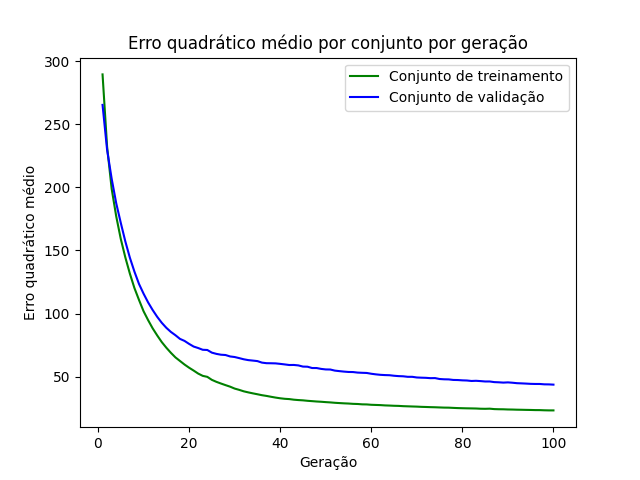 Erro quadrático médio por conjunto por geração
Conjunto de treinamento
Conjunto de validação
Erro quadrático médio
300
250
200
150
100
50
0 20 40 60 80 100
Geração